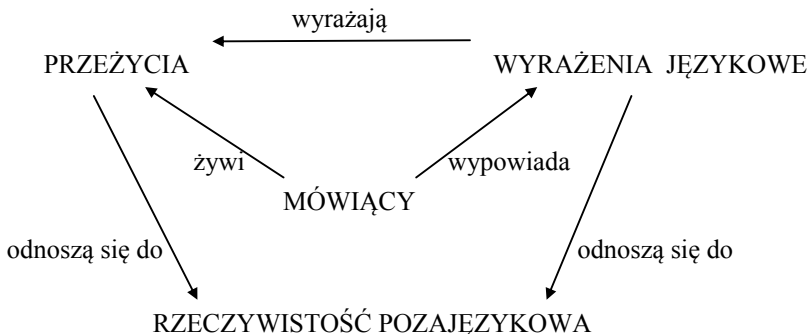 wyrażają
PRZEŻYCIA WYRAŻENIA JĘZYKOWE
żywi wypowiada
MÓWIĄCY
odnoszą się do odnoszą się do
RZECZYWISTOŚĆ POZAJĘZYKOWA